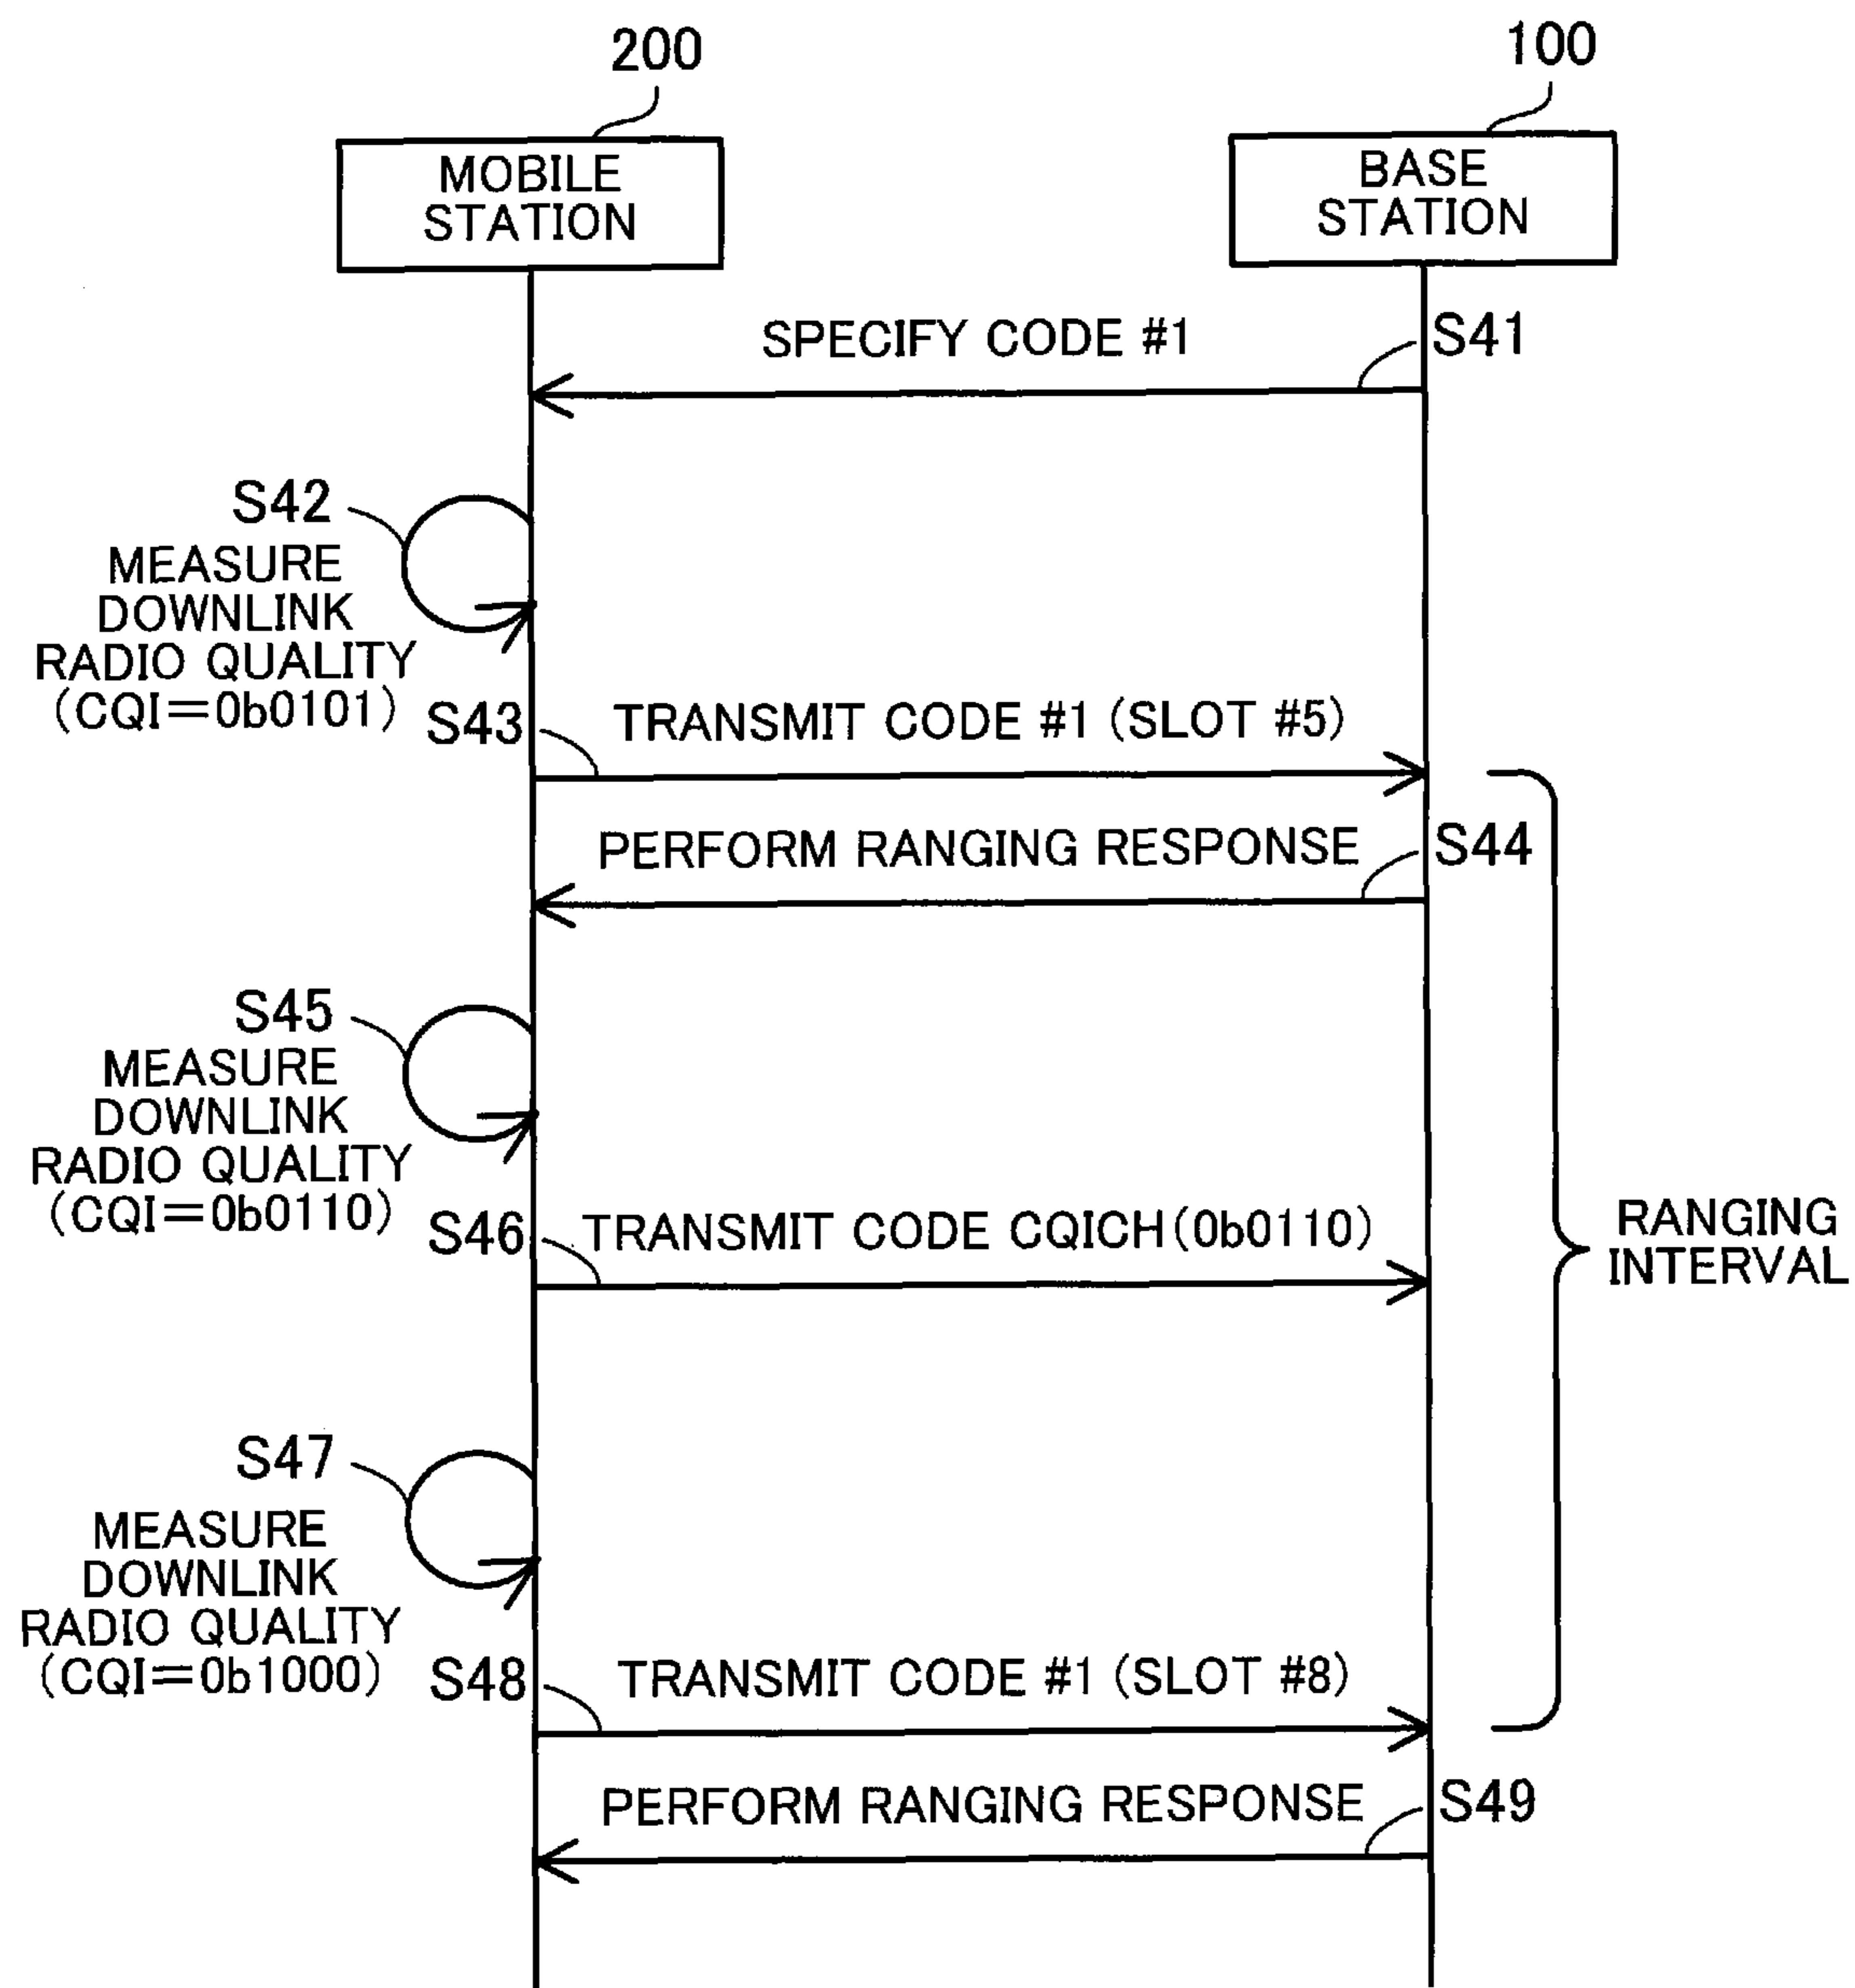 200
100
MOBILE
STATION
BASE
STATION
SPECIFY CODE #1
S41
S42
MEASURE
DOWNLINK
RADIO QUALITY
(CQI=0b0101)
S43
TRANSMIT CODE #1 (SLOT #5)
PERFORM RANGING RESPONSE
S44
S45
MEASURE
DOWNLINK
RADIO QUALITY
(CQI=0b0110)
S46
TRANSMIT CODE CQICH(0b0110)
RANGING
INTERVAL
S47
MEASURE
DOWNLINK
RADIO QUALITY
(CQI=0b1000)
S48
TRANSMIT CODE #1 (SLOT #8)
PERFORM RANGING RESPONSE
S49